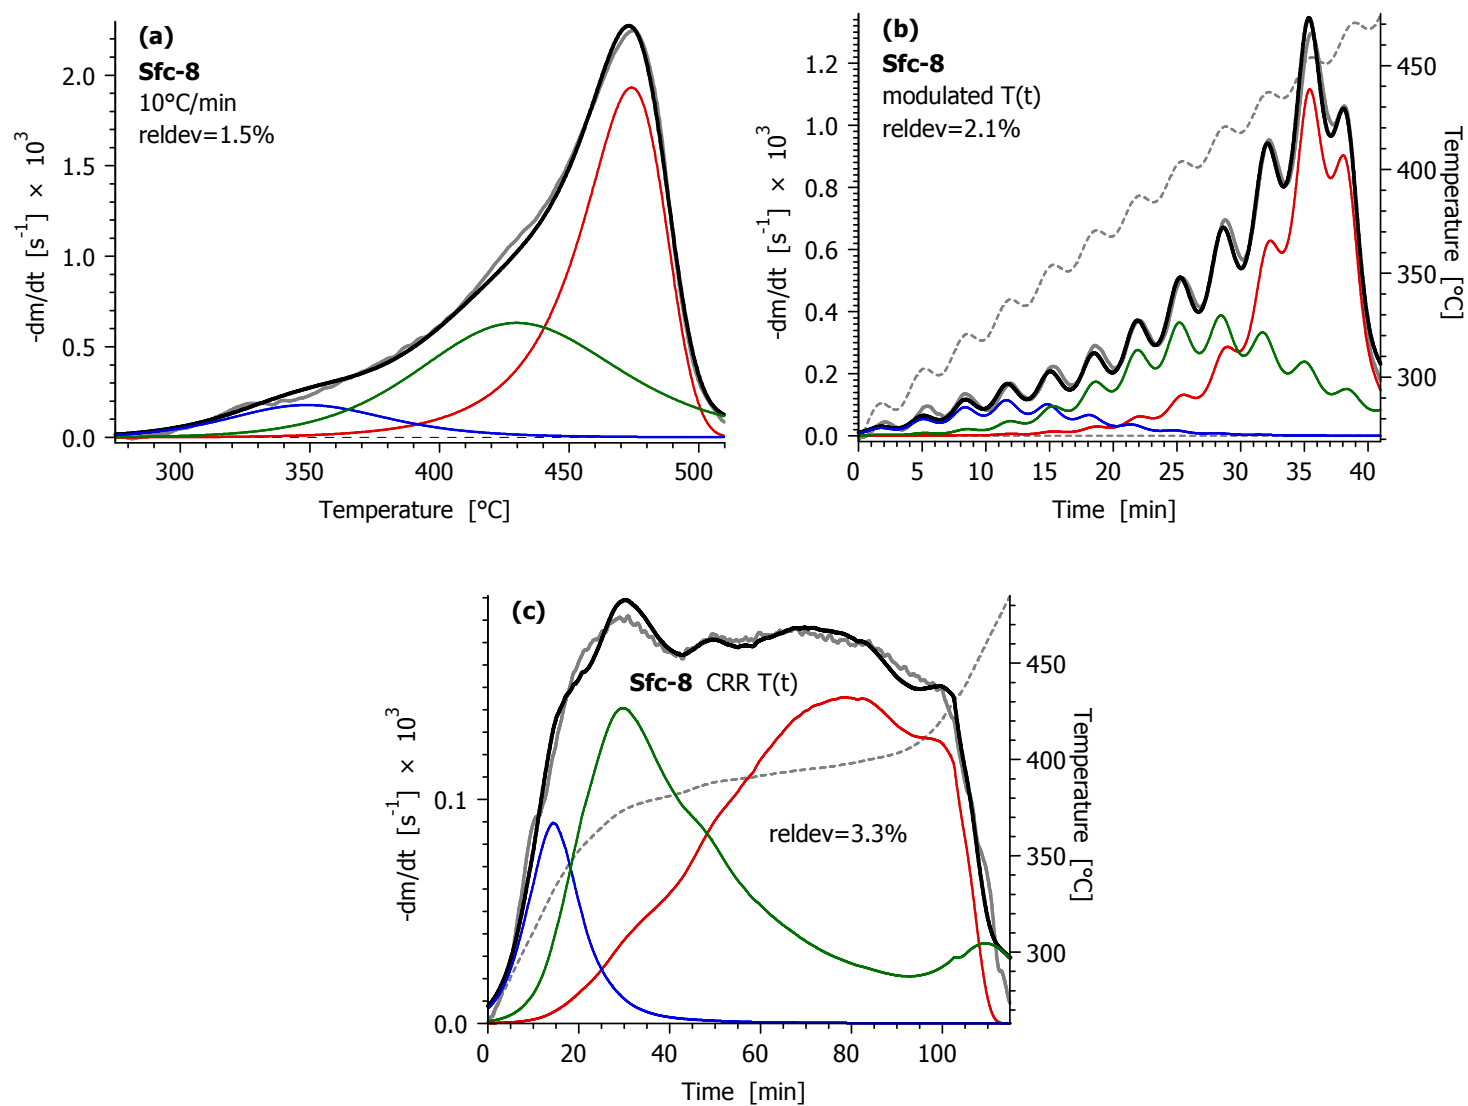 (a)
Sfc-8
10°C/min
reldev=1.5%
2.0
1.5
1.0
0.5
0.0
-dm/dt [s⁻¹] × 10³
300 350 400 450 500
Temperature [°C]
(b)
Sfc-8
modulated T(t)
reldev=2.1%
1.2
1.0
0.8
0.6
0.4
0.2
0.0
-dm/dt [s⁻¹] × 10³
450
400
350
300
Temperature [°C]
0 5 10 15 20 25 30 35 40
Time [min]
(c)
Sfc-8 CRR T(t)
reldev=3.3%
0.1
0.0
-dm/dt [s⁻¹] × 10³
450
400
350
300
Temperature [°C]
0 20 40 60 80 100
Time [min]